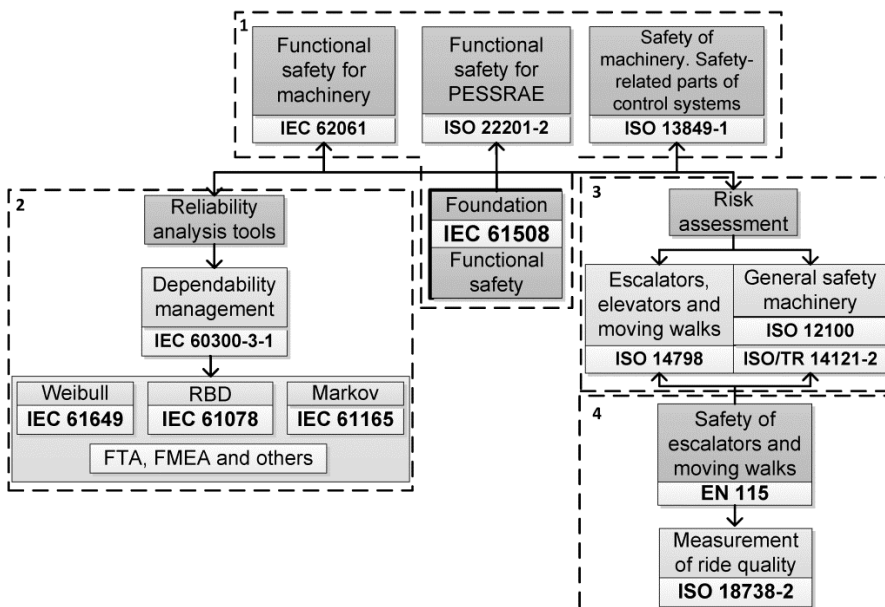 1
Functional
safety for
machinery
IEC 62061
Functional
safety for
PESSRAE
ISO 22201-2
Safety of
machinery. Safety-
related parts of
control systems
ISO 13849-1
2
Reliability
analysis tools
Dependability
management
IEC 60300-3-1
Weibull
IEC 61649
RBD
IEC 61078
Markov
IEC 61165
FTA, FMEA and others
Foundation
IEC 61508
Functional
safety
3
Risk
assessment
Escalators,
elevators and
moving walks
ISO 14798
General safety
machinery
ISO 12100
ISO/TR 14121-2
4
Safety of
escalators and
moving walks
EN 115
Measurement
of ride quality
ISO 18738-2